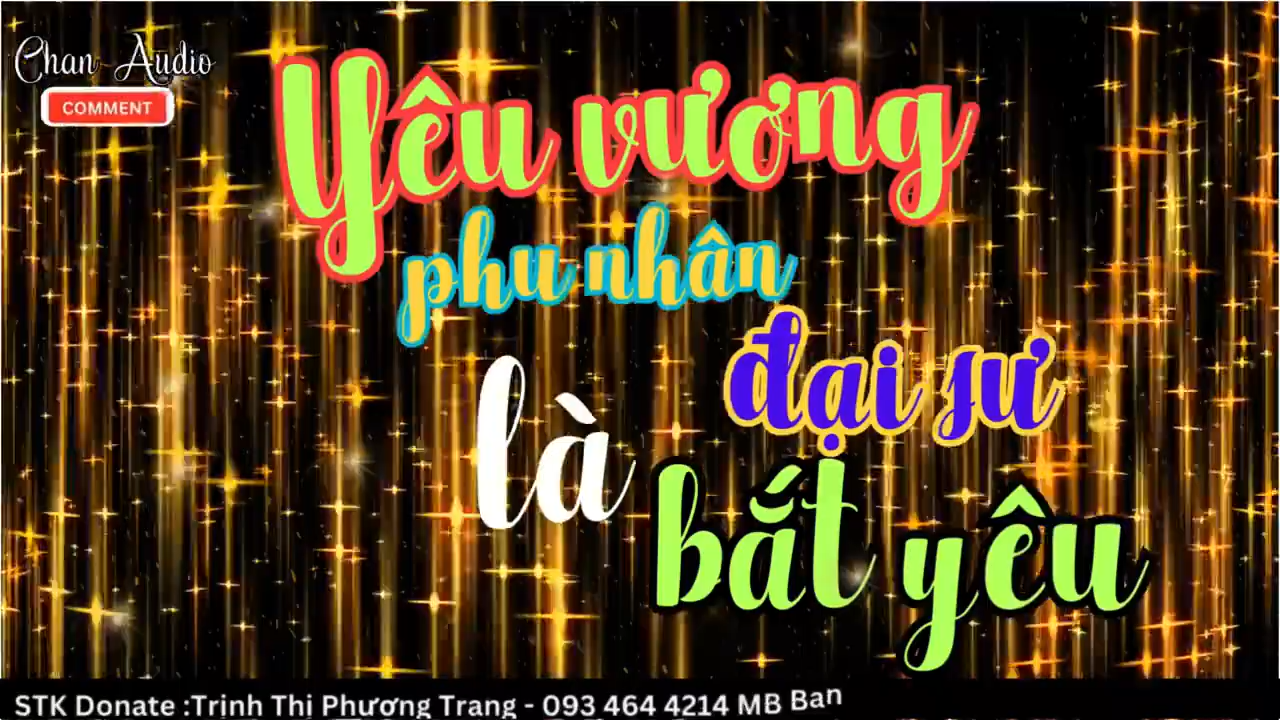 Chan Audio
COMMENT
Yêu vương
phu nhân
đại sư
là
bắt yêu
STK Donate :Trinh Thi Phương Trang - 093 464 4214 MB Ban